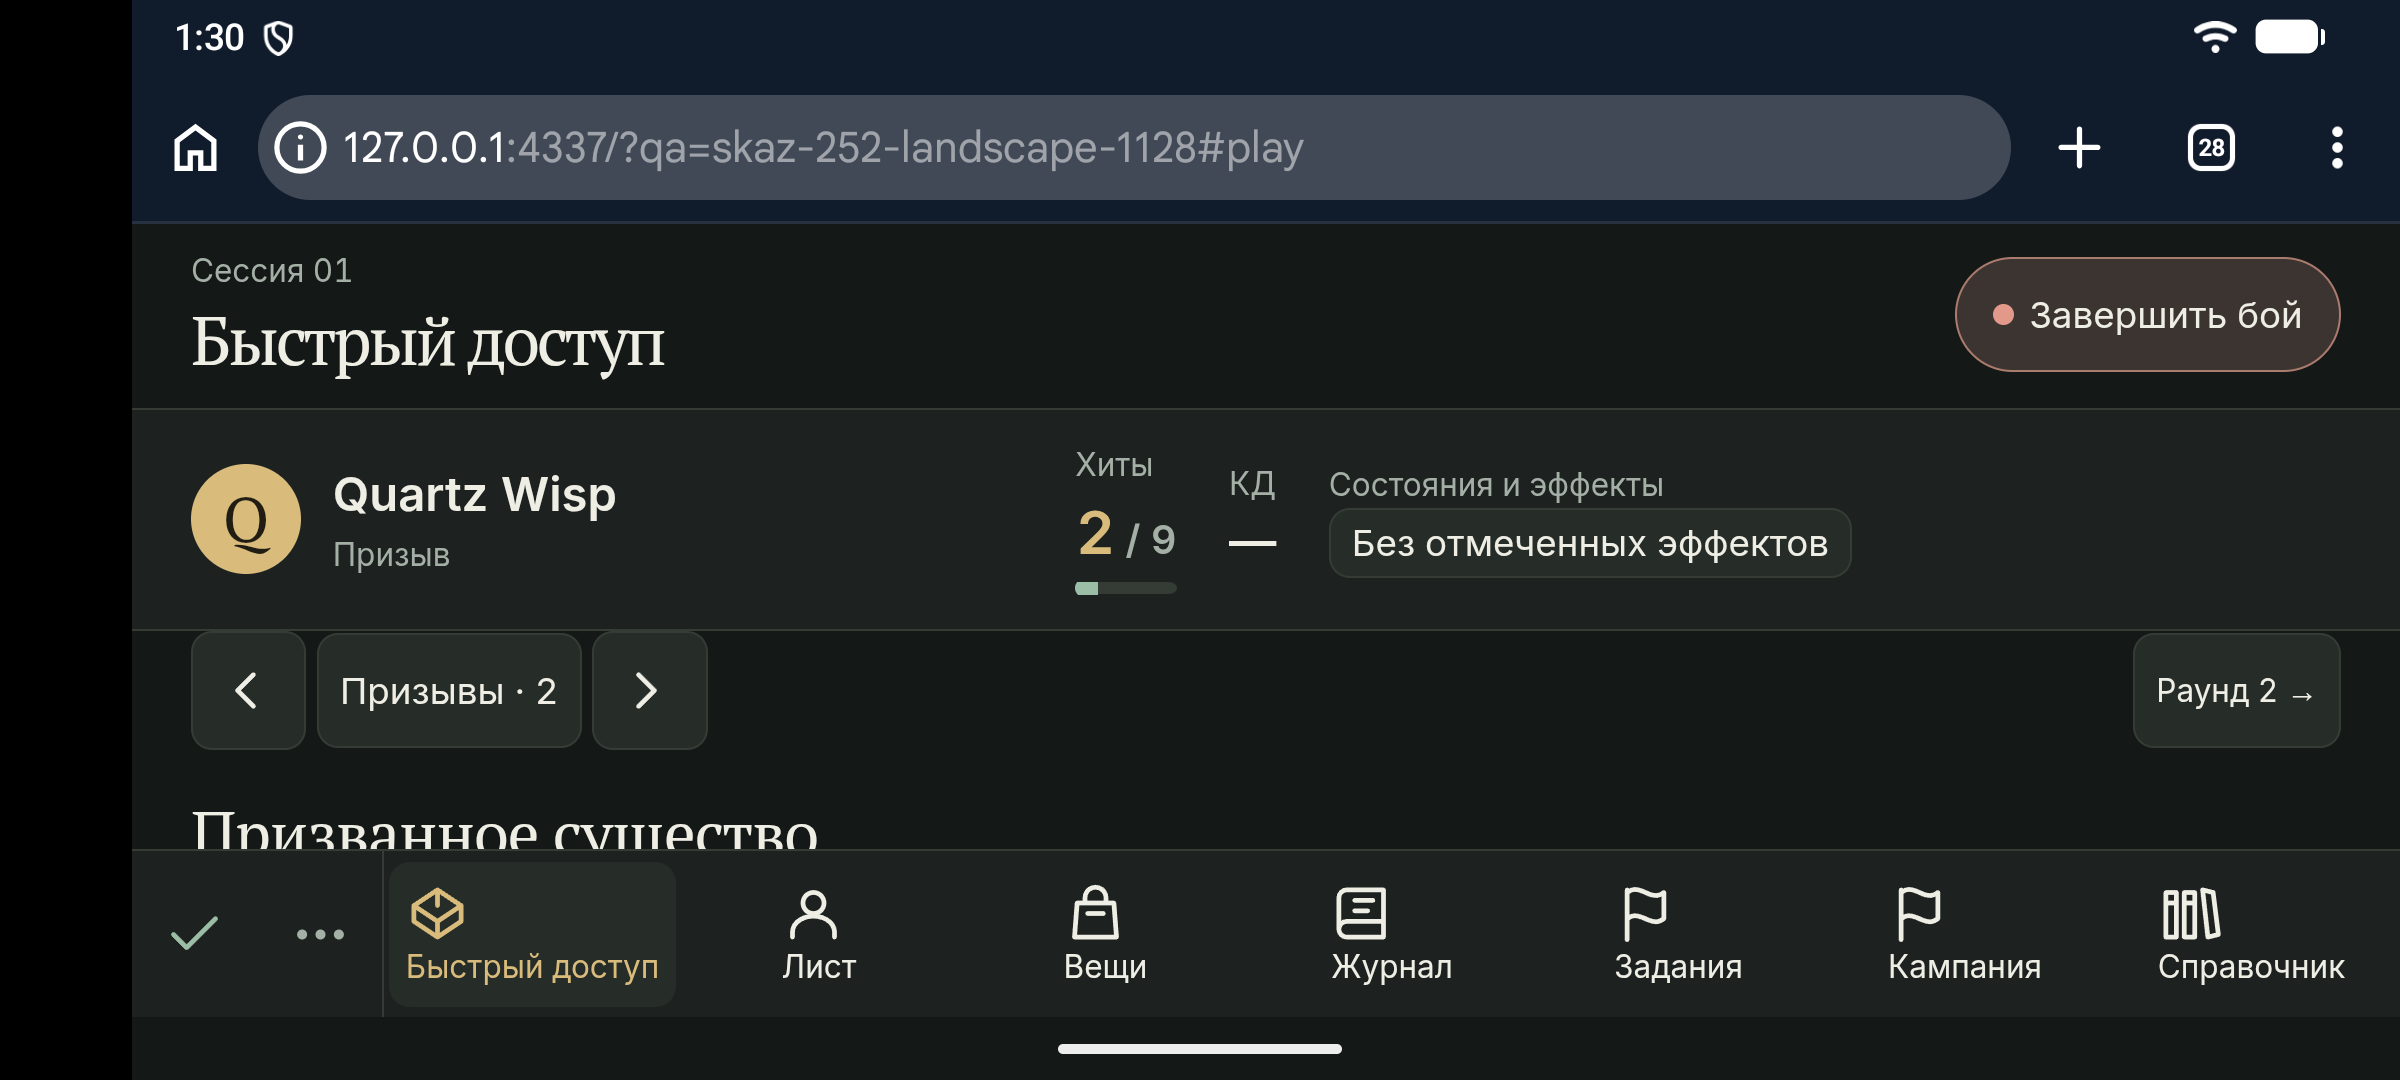 1:30
127.0.0.1:4337/?qa=skaz-252-landscape-1128#play
28
Сессия 01
Быстрый доступ
Завершить бой
Q
Quartz Wisp
Призыв
Хиты
2 / 9
КД
—
Состояния и эффекты
Без отмеченных эффектов
Призывы · 2
Раунд 2 →
Призванное существо
Быстрый доступ
Лист
Вещи
Журнал
Задания
Кампания
Справочник